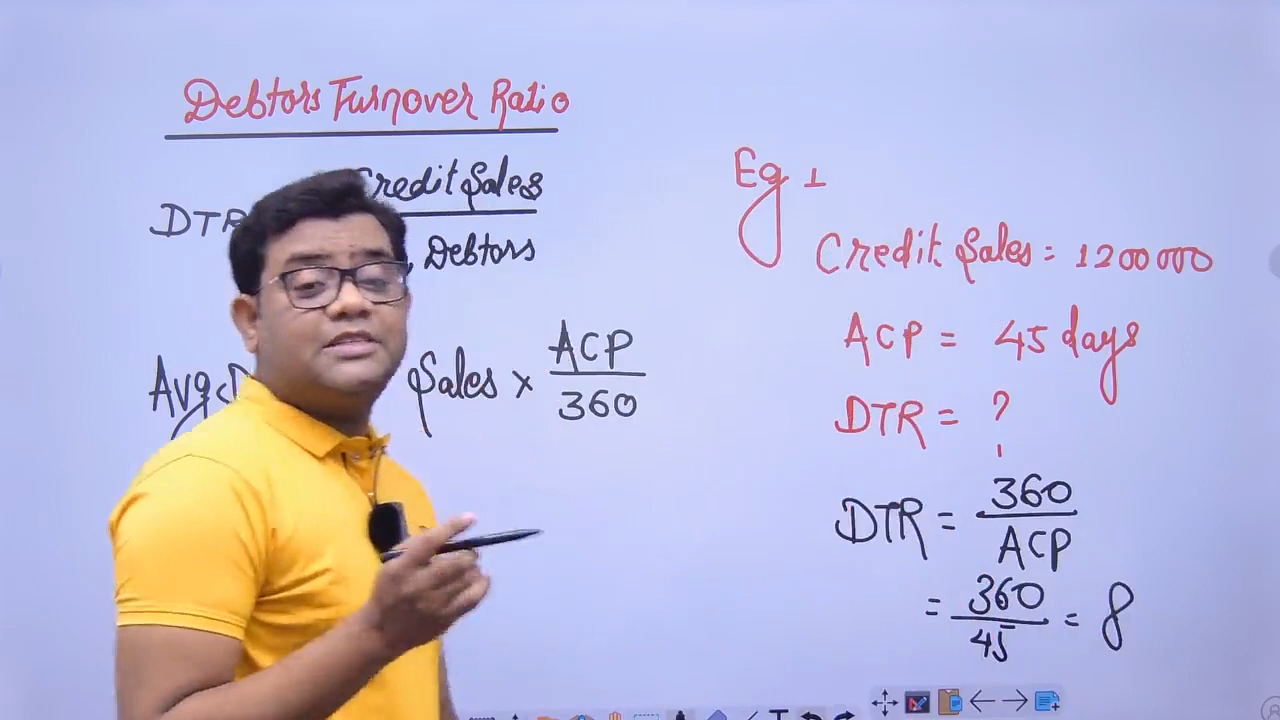 Debtors Turnover Ratio
DTR Credit Sales
Debtors
Avg D Sales × ACP
360
Eg 1
Credit Sales = 1200000
ACP = 45 days
DTR = ?
DTR = 360
ACP
= 360 = 8
45